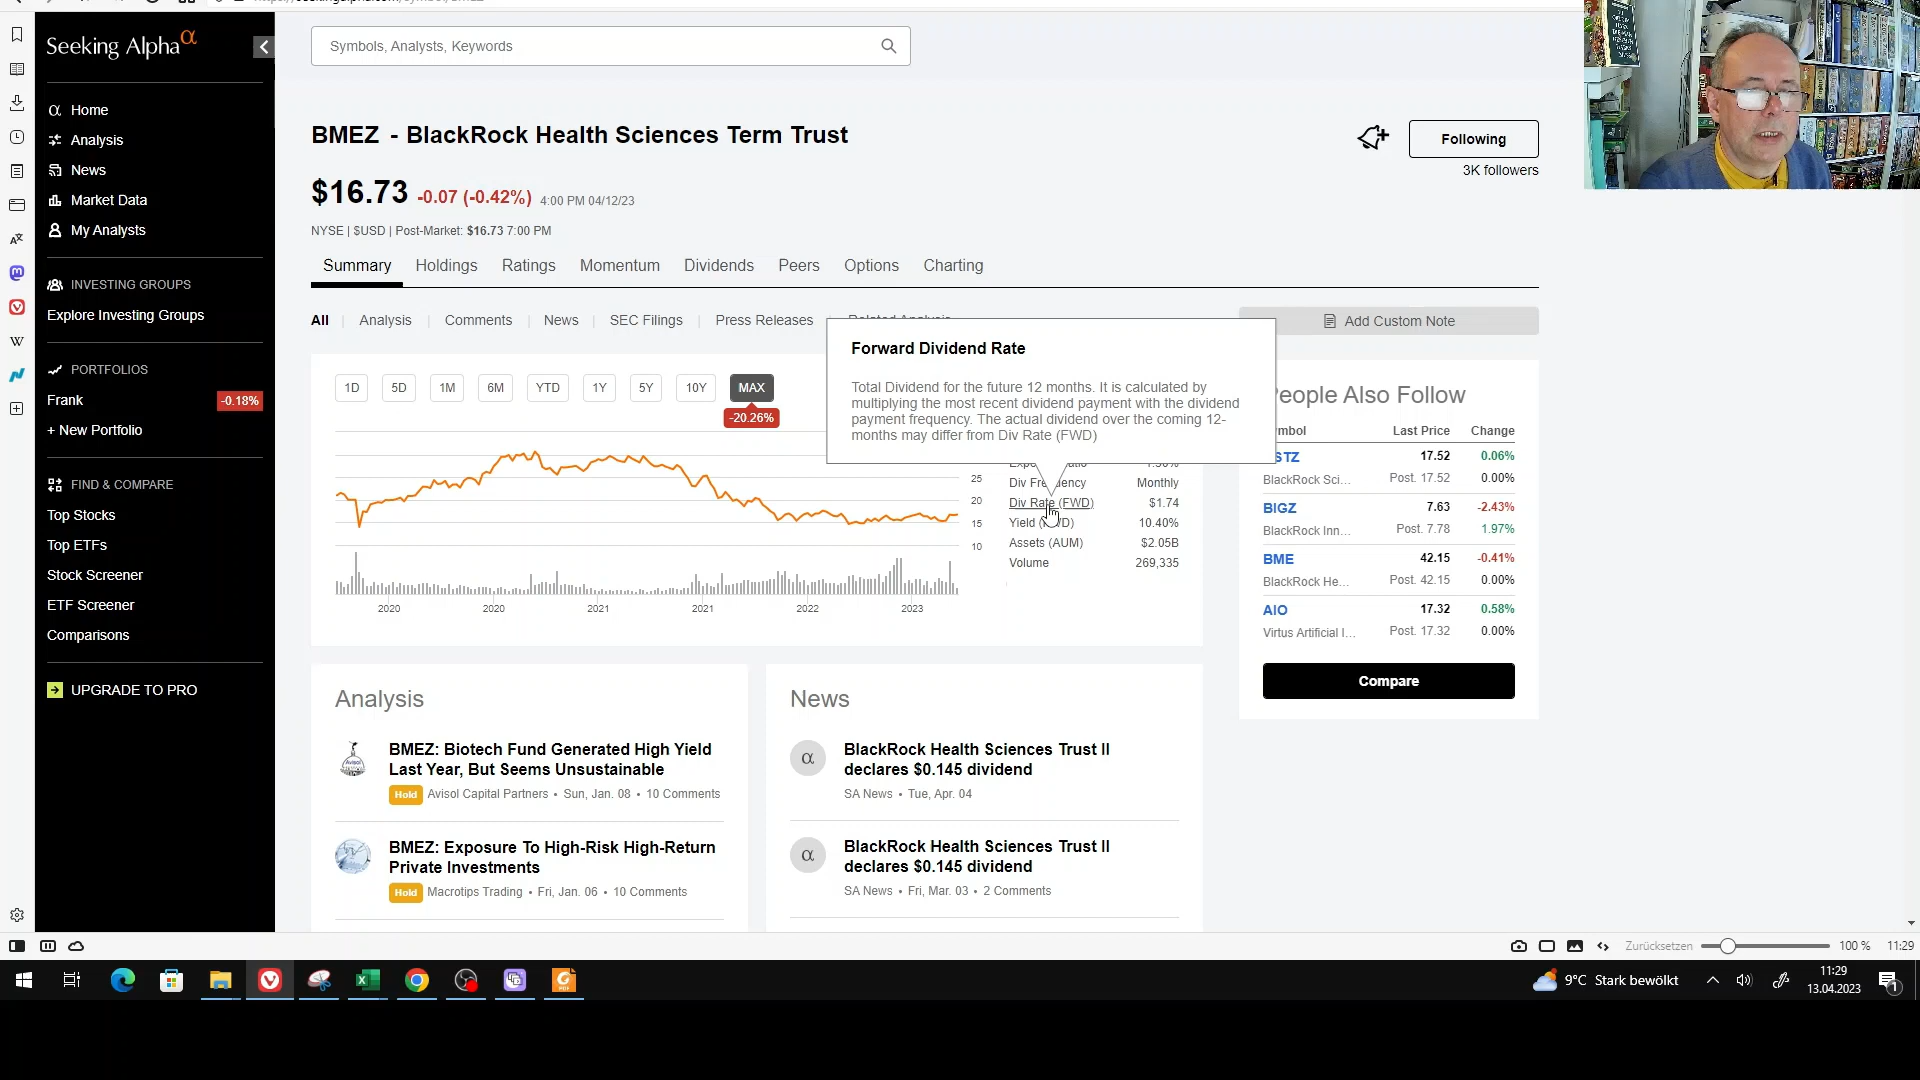 Seeking Alphaα
Symbols, Analysts, Keywords
Home
Analysis
News
Market Data
My Analysts
INVESTING GROUPS
Explore Investing Groups
PORTFOLIOS
Frank -0.18%
+ New Portfolio
FIND & COMPARE
Top Stocks
Top ETFs
Stock Screener
ETF Screener
Comparisons
UPGRADE TO PRO
BMEZ - BlackRock Health Sciences Term Trust
Following
3K followers
$16.73 -0.07 (-0.42%) 4:00 PM 04/12/23
NYSE | $USD | Post-Market: $16.73 7:00 PM
Summary Holdings Ratings Momentum Dividends Peers Options Charting
All | Analysis | Comments | News | SEC Filings | Press Releases | Related Analysis
Add Custom Note
Forward Dividend Rate
Total Dividend for the future 12 months. It is calculated by
multiplying the most recent dividend payment with the dividend
payment frequency. The actual dividend over the coming 12-
months may differ from Div Rate (FWD)
1D 5D 1M 6M YTD 1Y 5Y 10Y MAX
-20.26%
25
20
15
10
2020 2020 2021 2021 2022 2023
Monthly
Div Rate (FWD) $1.74
Yield 10.40%
Assets (AUM) $2.05B
Volume 269,335
People Also Follow
Last Price Change
STZ 17.52 0.06%
BlackRock Sci... Post. 17.52 0.00%
BIGZ 7.63 -2.43%
BlackRock Inn... Post. 7.78 1.97%
BME 42.15 -0.41%
BlackRock He... Post. 42.15 0.00%
AIO 17.32 0.58%
Virtus Artificial I... Post. 17.32 0.00%
Compare
Analysis
BMEZ: Biotech Fund Generated High Yield
Last Year, But Seems Unsustainable
Hold Avisol Capital Partners • Sun, Jan. 08 • 10 Comments
BMEZ: Exposure To High-Risk High-Return
Private Investments
Hold Macrotips Trading • Fri, Jan. 06 • 10 Comments
News
BlackRock Health Sciences Trust II
declares $0.145 dividend
SA News • Tue, Apr. 04
BlackRock Health Sciences Trust II
declares $0.145 dividend
SA News • Fri, Mar. 03 • 2 Comments
Zurücksetzen 100 % 11:29
9°C Stark bewölkt
11:29
13.04.2023
1